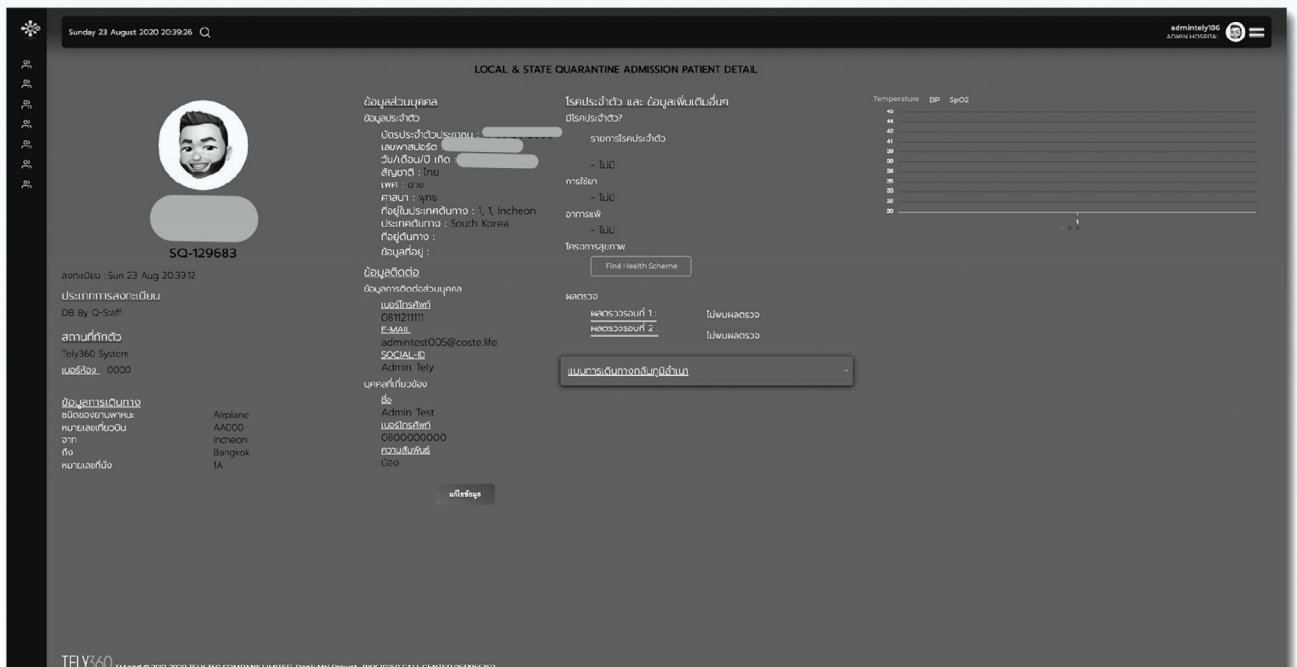 Sunday 23 August 2020 20:39:26
admintely186
ADMIN HOSPITAL
LOCAL & STATE QUARANTINE ADMISSION PATIENT DETAIL
SQ-129683
ลงทะเบียน : Sun 23 Aug 20:39:12
ประเภทการลงทะเบียน
DB By Q-Staff
สถานที่กักตัว
Tely360 System
เบอร์ห้อง 0000
ข้อมูลการเดินทาง
ชนิดของยานพาหนะ Airplane
หมายเลขเที่ยวบิน AA000
จาก Incheon
ถึง Bangkok
หมายเลขที่นั่ง 1A
ข้อมูลส่วนบุคคล
ข้อมูลประจำตัว
บัตรประจำตัวประชาชน :
เลขพาสปอร์ต :
วัน/เดือน/ปี เกิด :
สัญชาติ : ไทย
เพศ : ชาย
ศาสนา : พุทธ
ที่อยู่ในประเทศต้นทาง : 1, 1, Incheon
ประเทศต้นทาง : South Korea
ที่อยู่ต้นทาง :
ข้อมูลที่อยู่ :
ข้อมูลติดต่อ
ข้อมูลการติดต่อส่วนบุคคล
เบอร์โทรศัพท์
0811211111
E-MAIL
admintest005@coste.life
SOCIAL-ID
Admin Tely
บุคคลที่เกี่ยวข้อง
ชื่อ
Admin Test
เบอร์โทรศัพท์
0800000000
ความสัมพันธ์
น้อง
แก้ไขข้อมูล
โรคประจำตัว และ ข้อมูลเพิ่มเติมอื่นๆ
มีโรคประจำตัว?
รายการโรคประจำตัว
- ไม่มี
การใช้ยา
- ไม่มี
อาการแพ้
- ไม่มี
โครงการสุขภาพ
Find Health Scheme
ผลตรวจ
ผลตรวจรอบที่ 1 : ไม่พบผลตรวจ
ผลตรวจรอบที่ 2 : ไม่พบผลตรวจ
แผนการเดินทางกลับภูมิลำเนา -
Temperature BP SpO2
44
42
41
39
38
36
35
33
32
30
1
TELY360